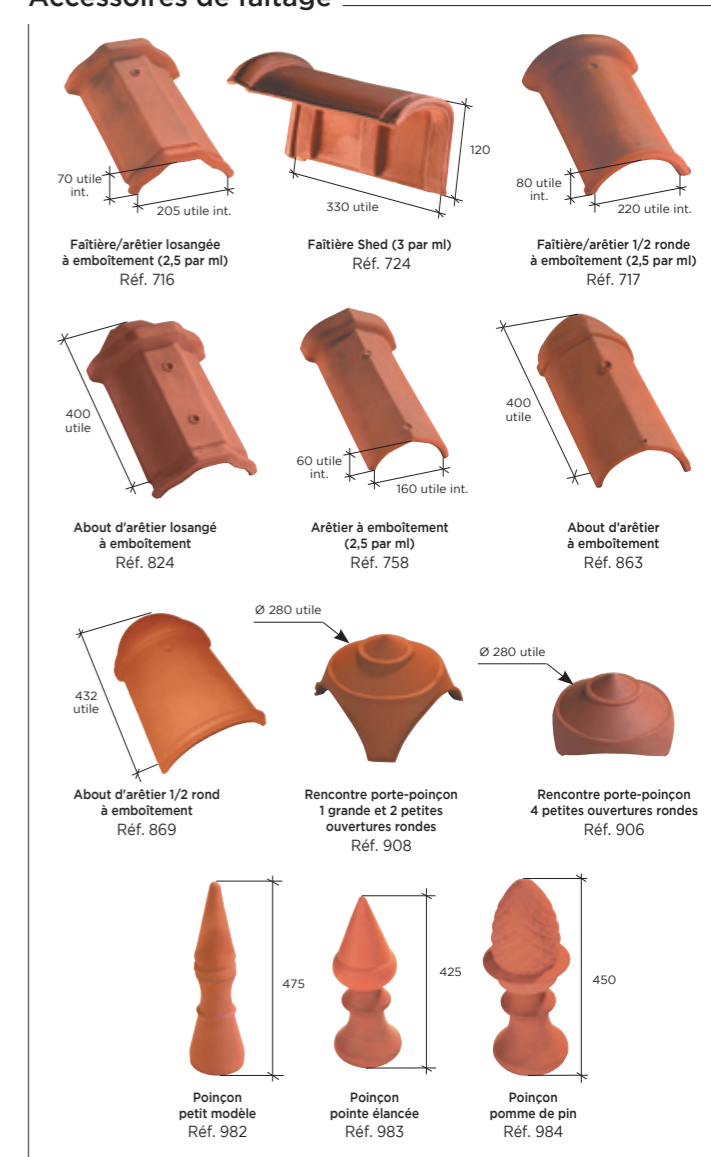 Accessoires de faîtage
70 utile
int.
205 utile int.
120
330 utile
80 utile
int.
220 utile int.
Faîtière/arêtier losangée
à emboîtement (2,5 par ml)
Réf. 716
Faîtière Shed (3 par ml)
Réf. 724
Faîtière/arêtier 1/2 ronde
à emboîtement (2,5 par ml)
Réf. 717
400
utile
60 utile
int.
160 utile int.
400
utile
About d'arêtier losangé
à emboîtement
Réf. 824
Arêtier à emboîtement
(2,5 par ml)
Réf. 758
About d'arêtier
à emboîtement
Réf. 863
432
utile
Ø 280 utile
Ø 280 utile
About d'arêtier 1/2 rond
à emboîtement
Réf. 869
Rencontre porte-poinçon
1 grande et 2 petites
ouvertures rondes
Réf. 908
Rencontre porte-poinçon
4 petites ouvertures rondes
Réf. 906
475
425
450
Poinçon
petit modèle
Réf. 982
Poinçon
pointe élancée
Réf. 983
Poinçon
pomme de pin
Réf. 984